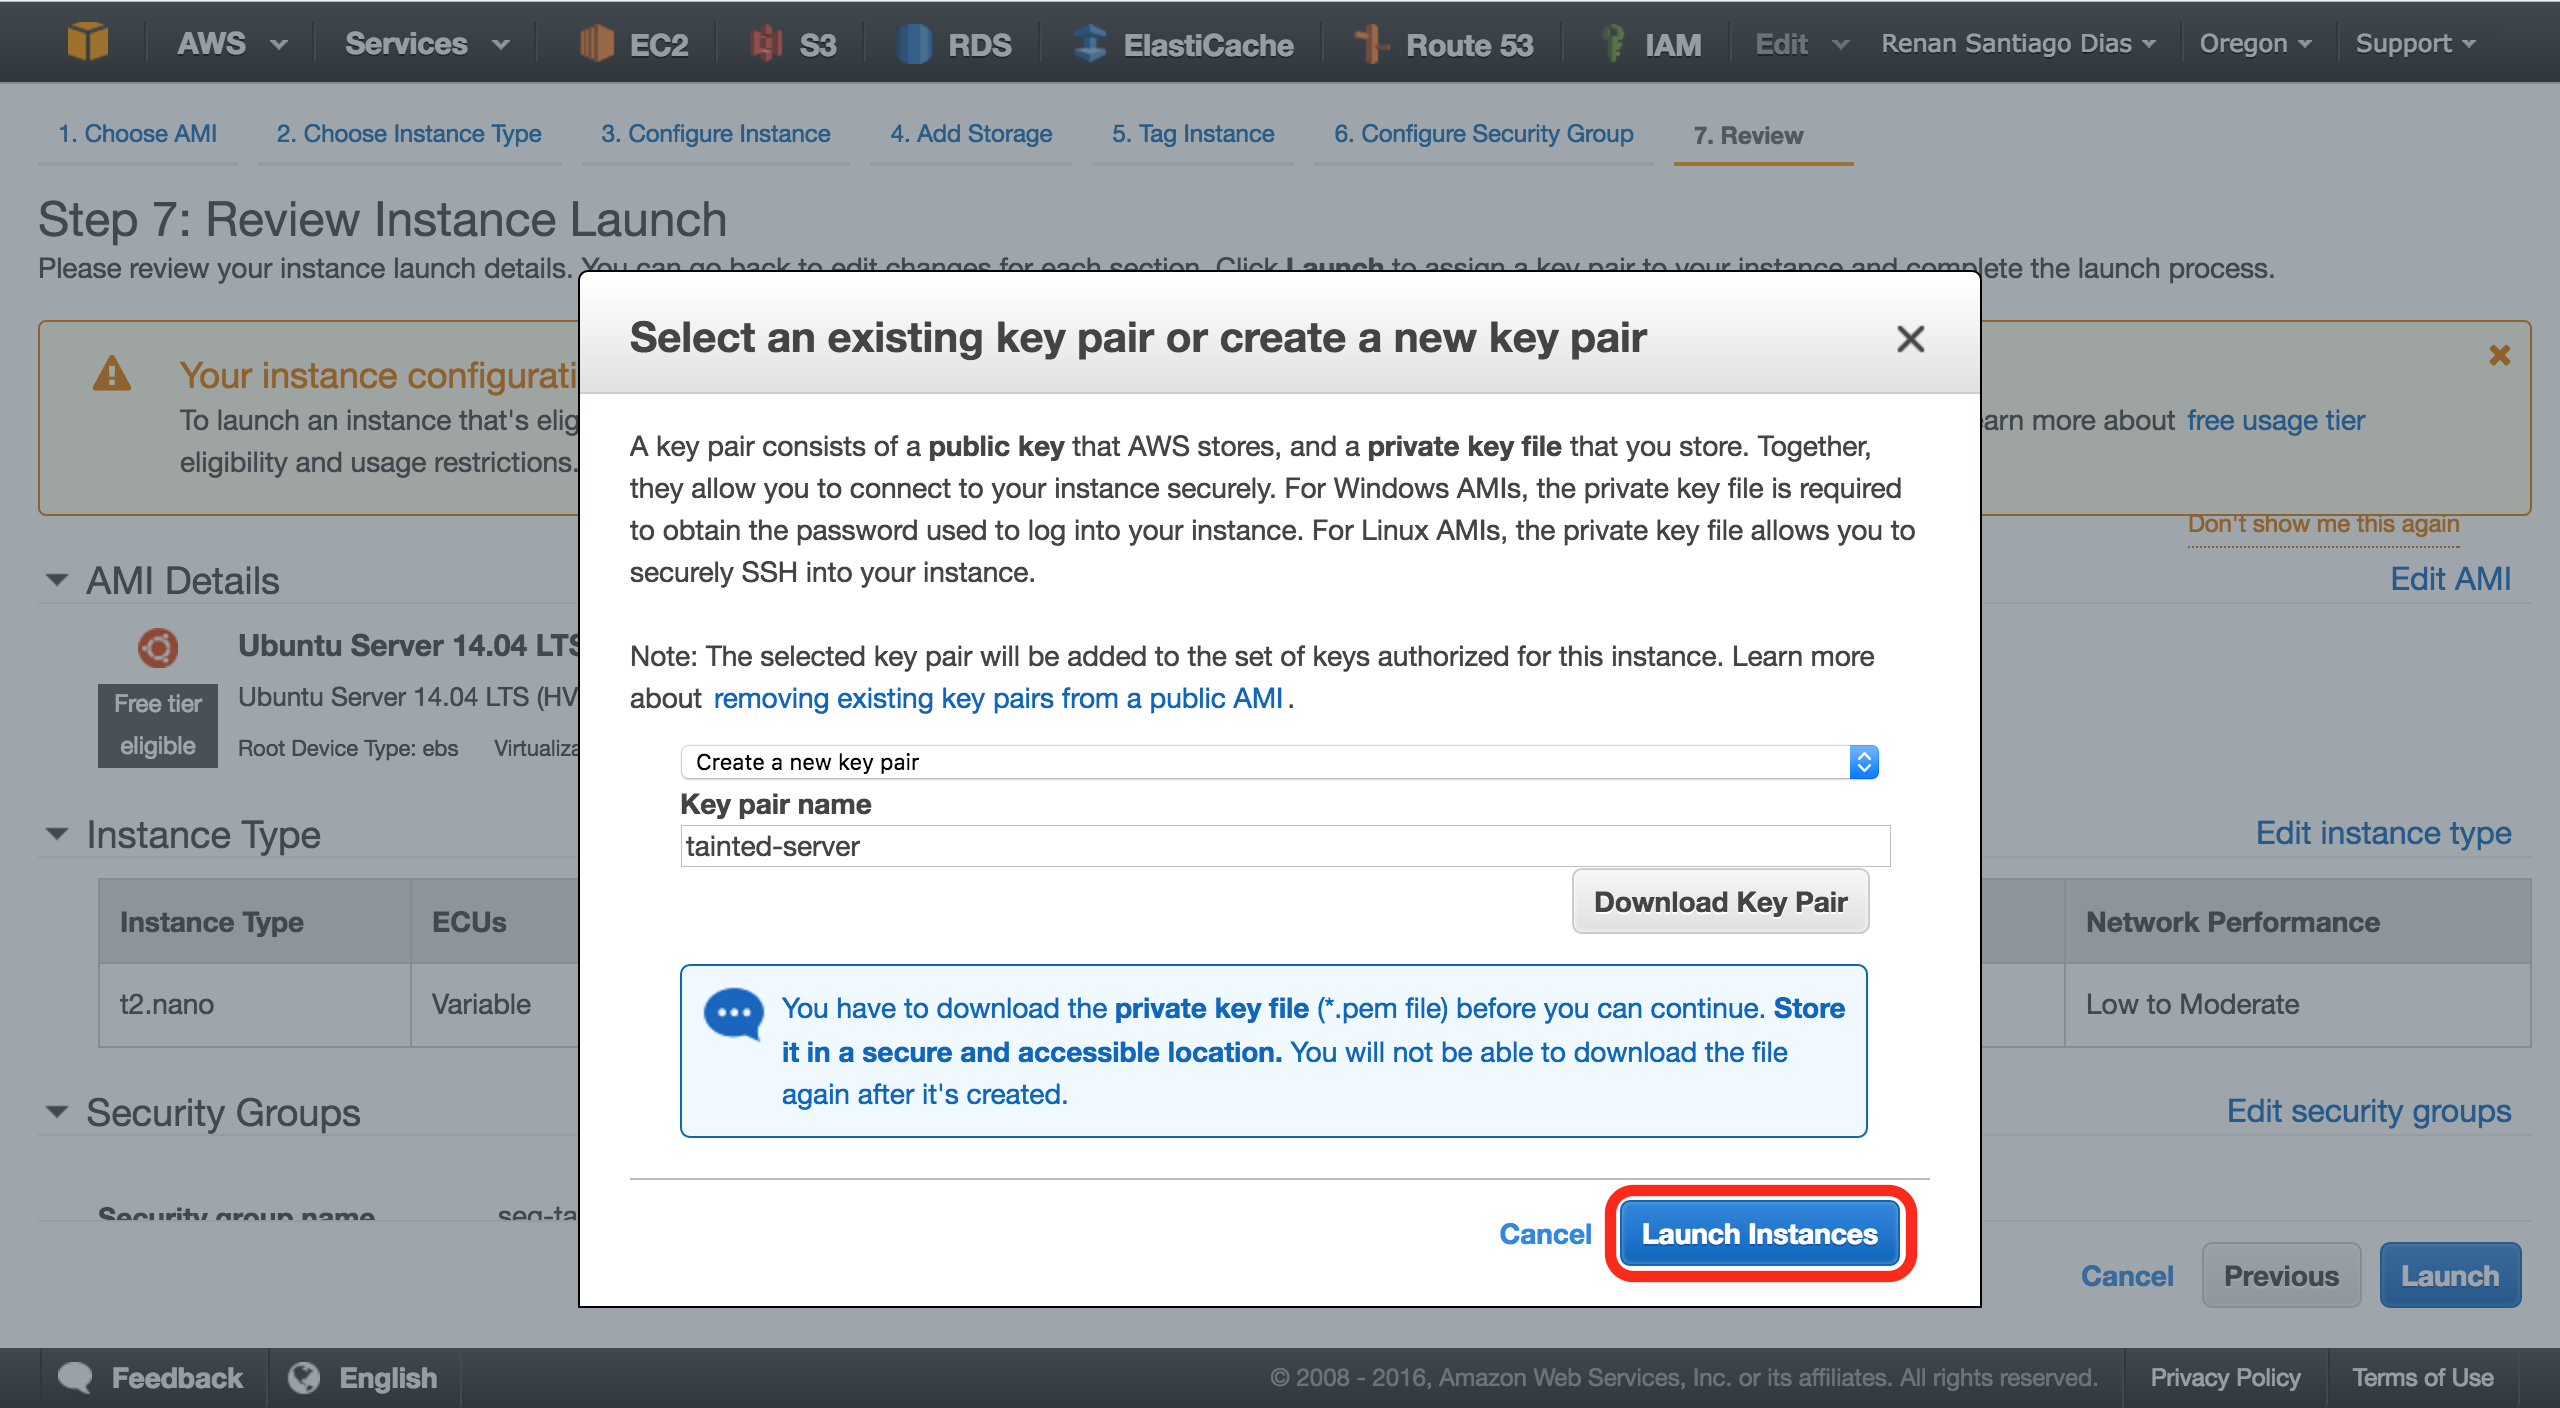 AWS Services EC2 S3 RDS ElastiCache Route 53 IAM Edit Renan Santiago Dias Oregon Support
1. Choose AMI 2. Choose Instance Type 3. Configure Instance 4. Add Storage 5. Tag Instance 6. Configure Security Group 7. Review
Step 7: Review Instance Launch
Please review your instance launch details. You can go back to edit changes for each section. Click Launch to assign a key pair to your instance and complete the launch process.
Select an existing key pair or create a new key pair
Your instance configurati
To launch an instance that's elig
earn more about free usage tier
eligibility and usage restrictions.
Don't show me this again
A key pair consists of a public key that AWS stores, and a private key file that you store. Together,
they allow you to connect to your instance securely. For Windows AMIs, the private key file is required
to obtain the password used to log into your instance. For Linux AMIs, the private key file allows you to
securely SSH into your instance.
Note: The selected key pair will be added to the set of keys authorized for this instance. Learn more
about removing existing key pairs from a public AMI .
Create a new key pair
Key pair name
tainted-server
Download Key Pair
You have to download the private key file (*.pem file) before you can continue. Store
it in a secure and accessible location. You will not be able to download the file
again after it's created.
Cancel Launch Instances
AMI Details
Edit AMI
Ubuntu Server 14.04 LTS
Free tier
eligible
Ubuntu Server 14.04 LTS (HV
Root Device Type: ebs Virtualiza
Instance Type
Edit instance type
Instance Type ECUs
Network Performance
t2.nano Variable
Low to Moderate
Security Groups
Edit security groups
Security group name
seg-ta
Cancel Previous Launch
Feedback English © 2008 - 2016, Amazon Web Services, Inc. or its affiliates. All rights reserved. Privacy Policy Terms of Use